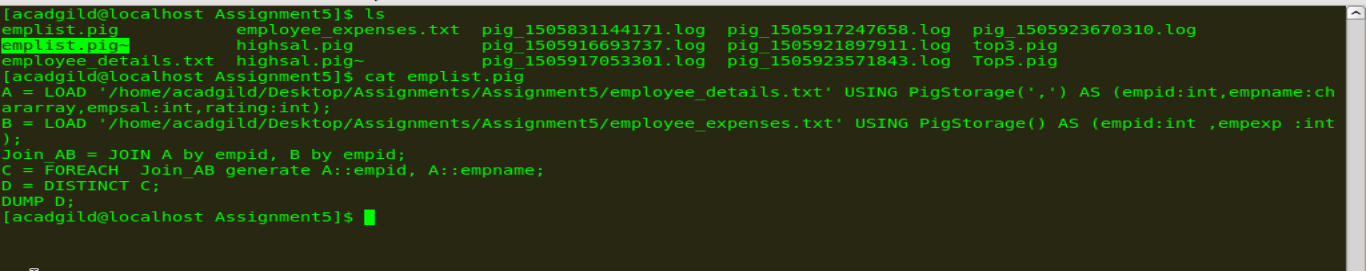 [acadgild@localhost Assignment5]$ ls
emplist.pig employee_expenses.txt pig_1505831144171.log pig_1505917247658.log pig_1505923670310.log
emplist.pig~ highsal.pig pig_1505916693737.log pig_1505921897911.log top3.pig
employee_details.txt highsal.pig~ pig_1505917053301.log pig_1505923571843.log Top5.pig
[acadgild@localhost Assignment5]$ cat emplist.pig
A = LOAD '/home/acadgild/Desktop/Assignments/Assignment5/employee_details.txt' USING PigStorage(',') AS (empid:int,empname:ch
ararray,empsal:int,rating:int);
B = LOAD '/home/acadgild/Desktop/Assignments/Assignment5/employee_expenses.txt' USING PigStorage() AS (empid:int ,empexp :int
);
Join_AB = JOIN A by empid, B by empid;
C = FOREACH  Join_AB generate A::empid, A::empname;
D = DISTINCT C;
DUMP D;
[acadgild@localhost Assignment5]$